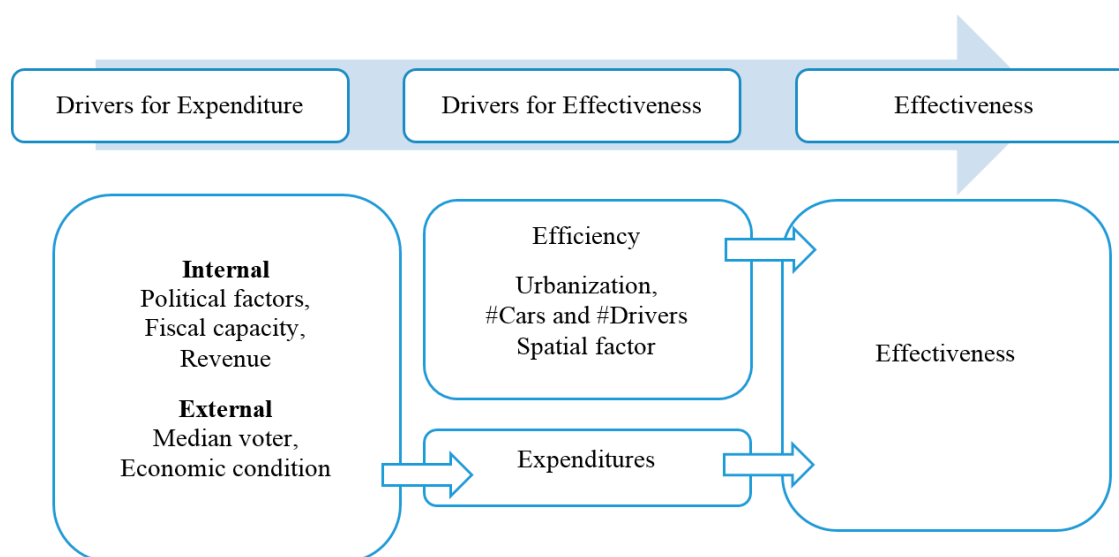 Drivers for Expenditure
Drivers for Effectiveness
Effectiveness
Internal
Political factors,
Fiscal capacity,
Revenue
External
Median voter,
Economic condition
Efficiency
Urbanization,
#Cars and #Drivers
Spatial factor
Expenditures
Effectiveness